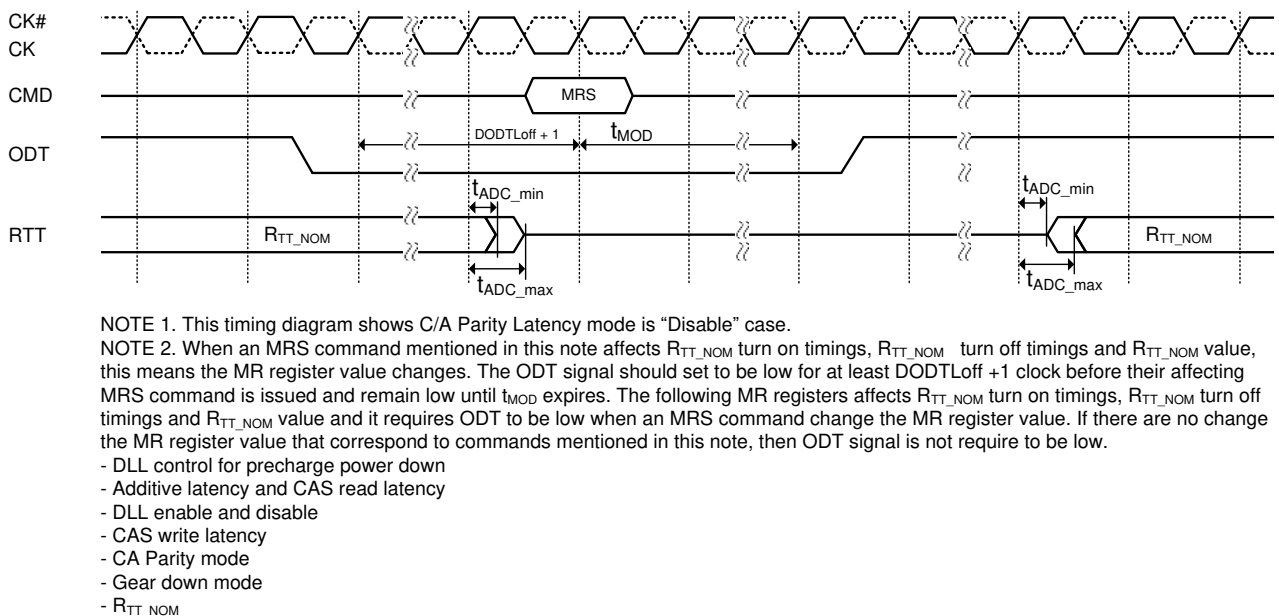 CK#
CK
CMD MRS
ODT DODTLoff + 1 tMOD
tADC_min tADC_min
RTT RTT_NOM RTT_NOM
tADC_max tADC_max
NOTE 1. This timing diagram shows C/A Parity Latency mode is “Disable” case.
NOTE 2. When an MRS command mentioned in this note affects RTT_NOM turn on timings, RTT_NOM turn off timings and RTT_NOM value,
this means the MR register value changes. The ODT signal should set to be low for at least DODTLoff +1 clock before their affecting
MRS command is issued and remain low until tMOD expires. The following MR registers affects RTT_NOM turn on timings, RTT_NOM turn off
timings and RTT_NOM value and it requires ODT to be low when an MRS command change the MR register value. If there are no change
the MR register value that correspond to commands mentioned in this note, then ODT signal is not require to be low.
- DLL control for precharge power down
- Additive latency and CAS read latency
- DLL enable and disable
- CAS write latency
- CA Parity mode
- Gear down mode
- RTT_NOM